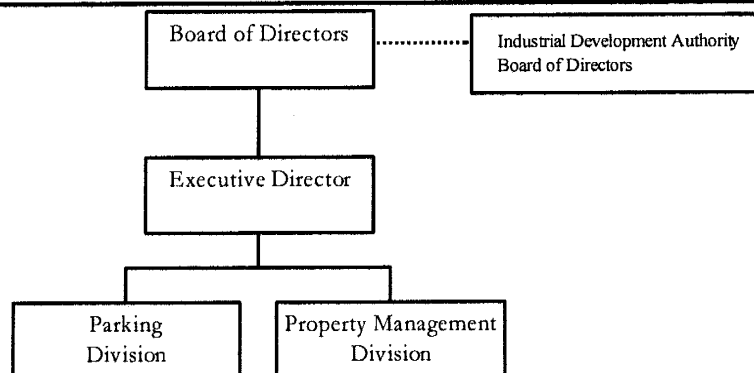 Board of Directors
Industrial Development Authority
Board of Directors
Executive Director
Parking
Division
Property Management
Division